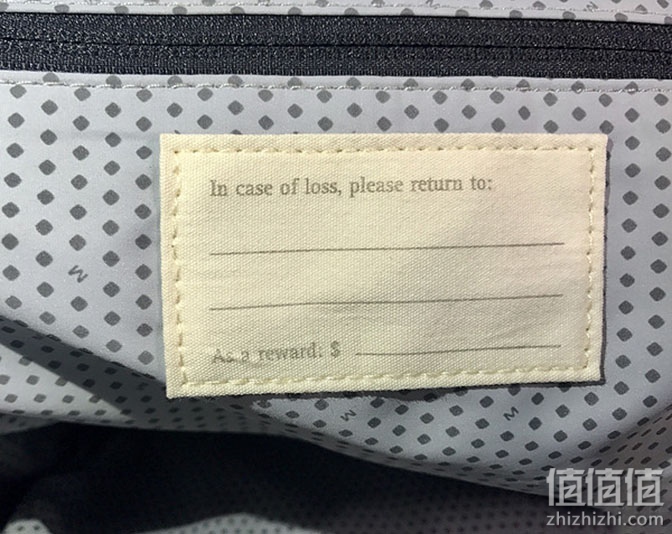 In case of loss, please return to:
As a reward: $
M
M
M
值值值
zhizhizhi.com